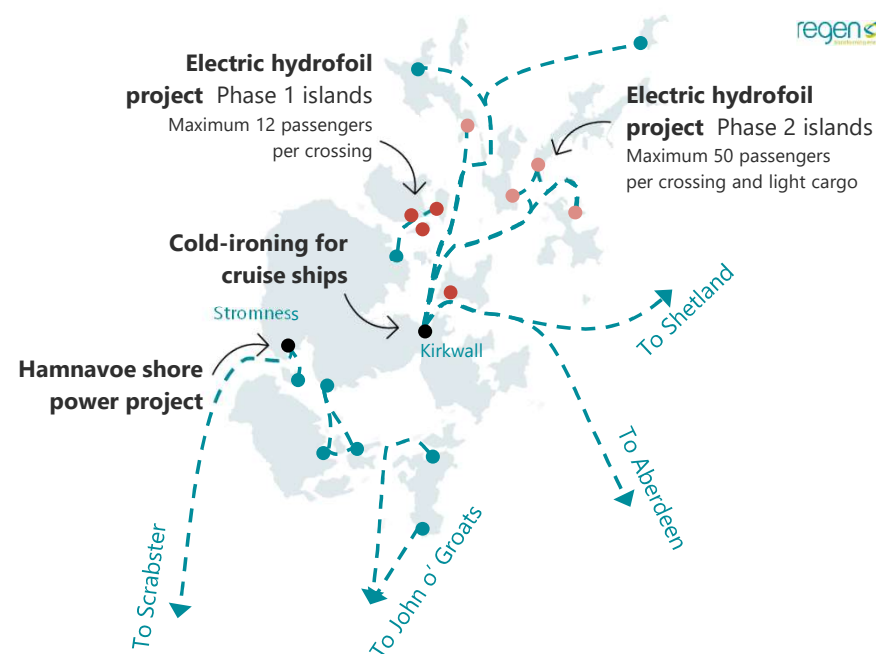 regen
Electric hydrofoil
project Phase 1 islands
Maximum 12 passengers
per crossing
Electric hydrofoil
project Phase 2 islands
Maximum 50 passengers
per crossing and light cargo
Cold-ironing for
cruise ships
Stromness
Kirkwall
To Shetland
Hamnavoe shore
power project
To Aberdeen
To Scrabster
To John o’ Groats